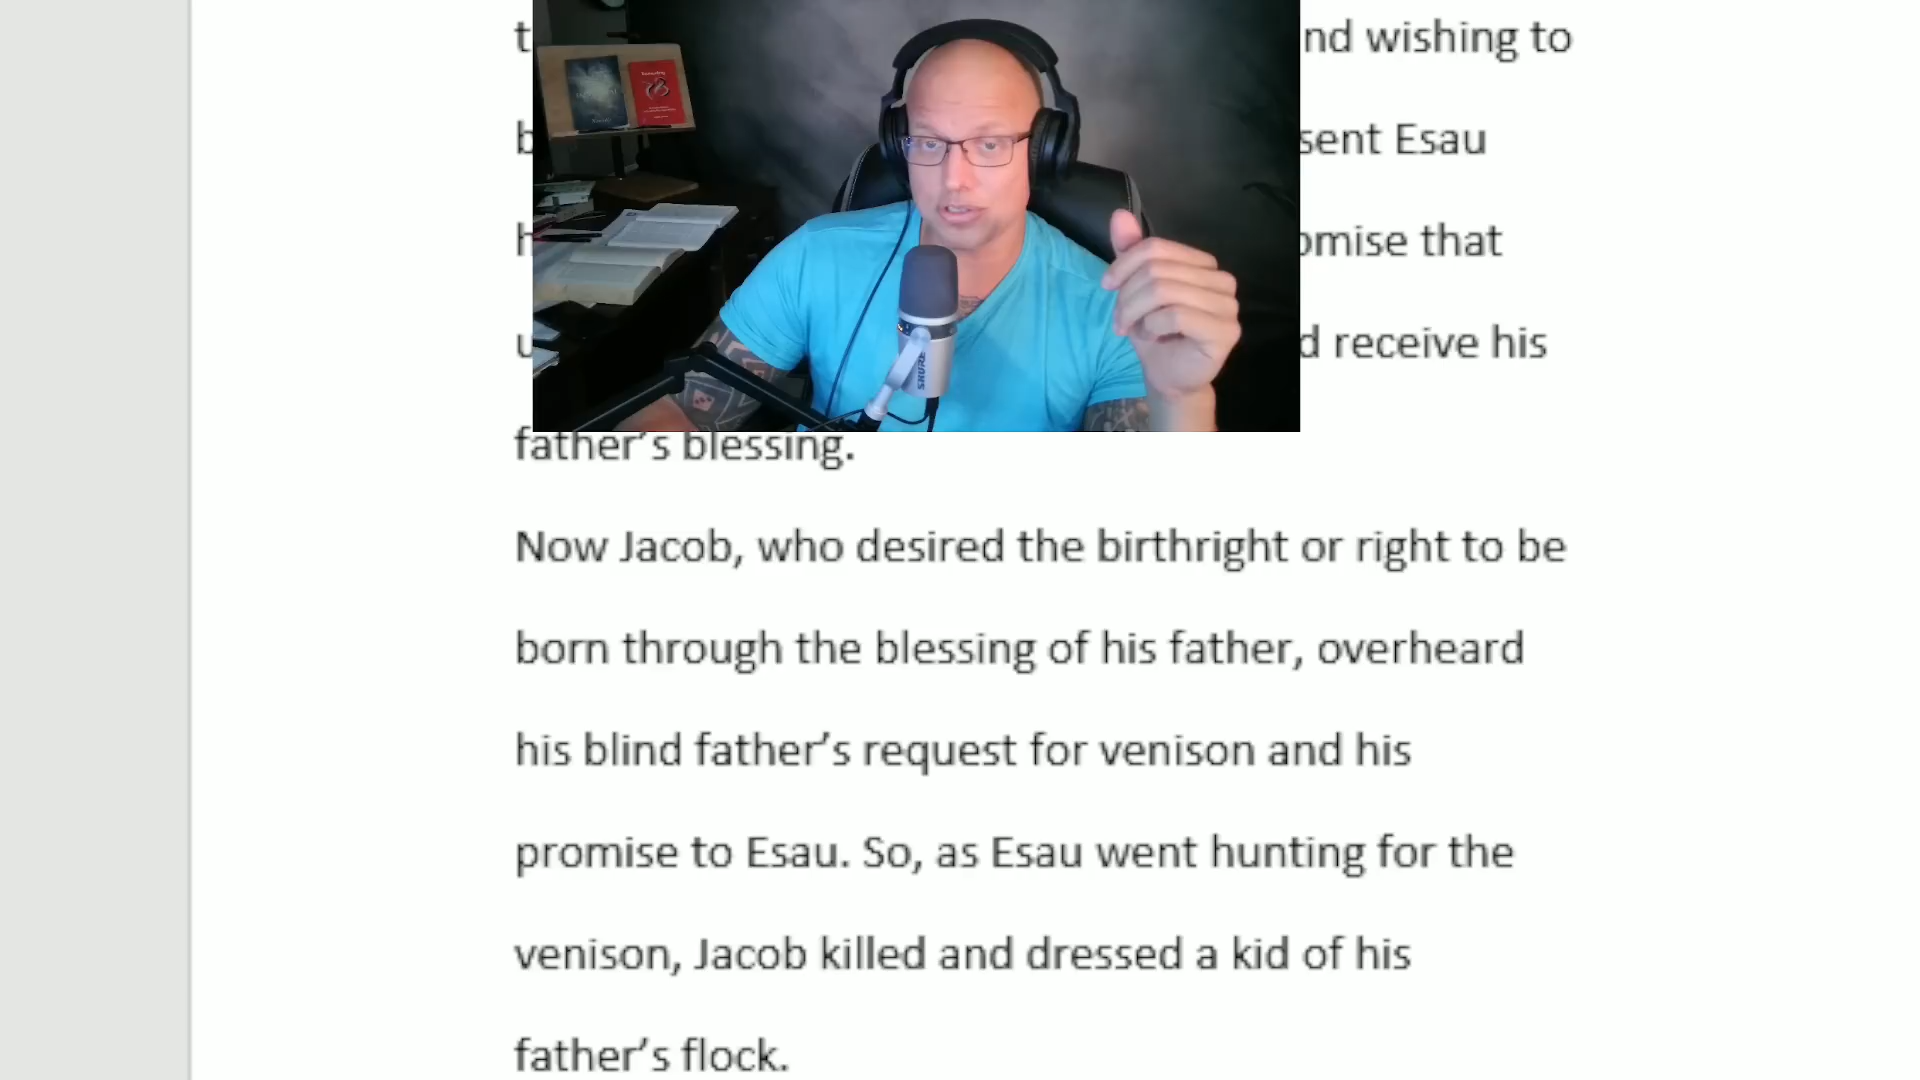 nd wishing to
sent Esau
omise that
d receive his
father's blessing.
Now Jacob, who desired the birthright or right to be
born through the blessing of his father, overheard
his blind father's request for venison and his
promise to Esau. So, as Esau went hunting for the
venison, Jacob killed and dressed a kid of his
father's flock.
SHURE